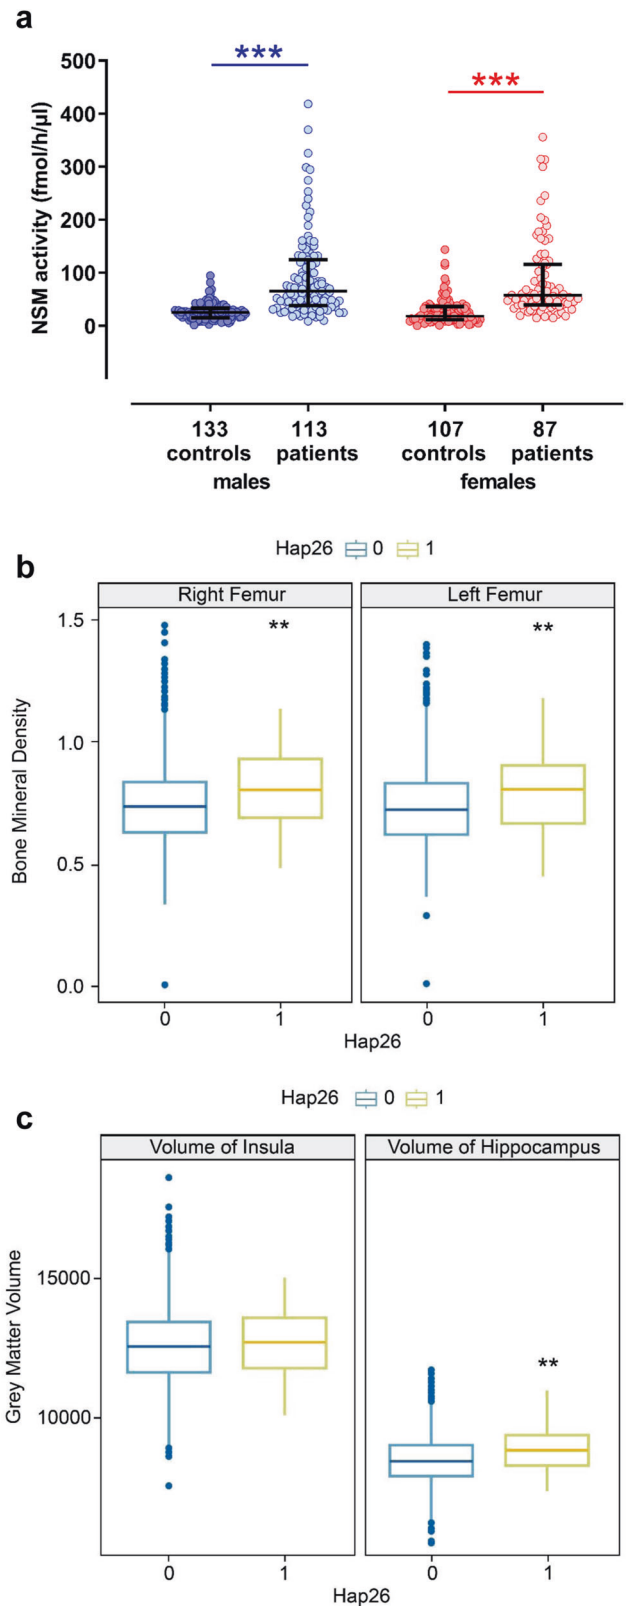 a
*** ***
500
400
300
200
100
0
NSM activity (fmol/h/µl)
133 113 107 87
controls patients controls patients
males females
Hap26 0 1
b
Right Femur Left Femur
** **
1.5
1.0
0.5
0.0
Bone Mineral Density
0 1 0 1
Hap26
Hap26 0 1
c
Volume of Insula Volume of Hippocampus
**
15000
10000
Grey Matter Volume
0 1 0 1
Hap26